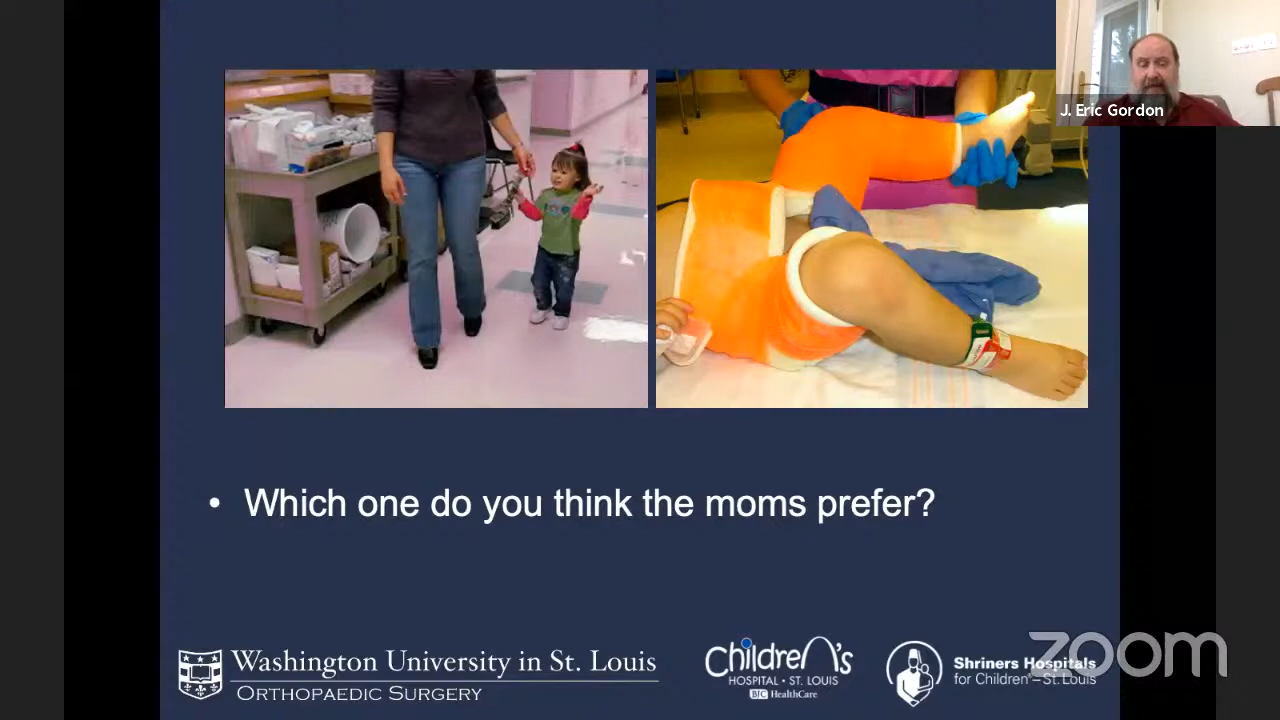 J. Eric Gordon
• Which one do you think the moms prefer?
Washington University in St. Louis
ORTHOPAEDIC SURGERY
Children's
HOSPITAL • ST. LOUIS
BJC HealthCare
Shriners Hospitals
for Children®—St. Louis
zoom